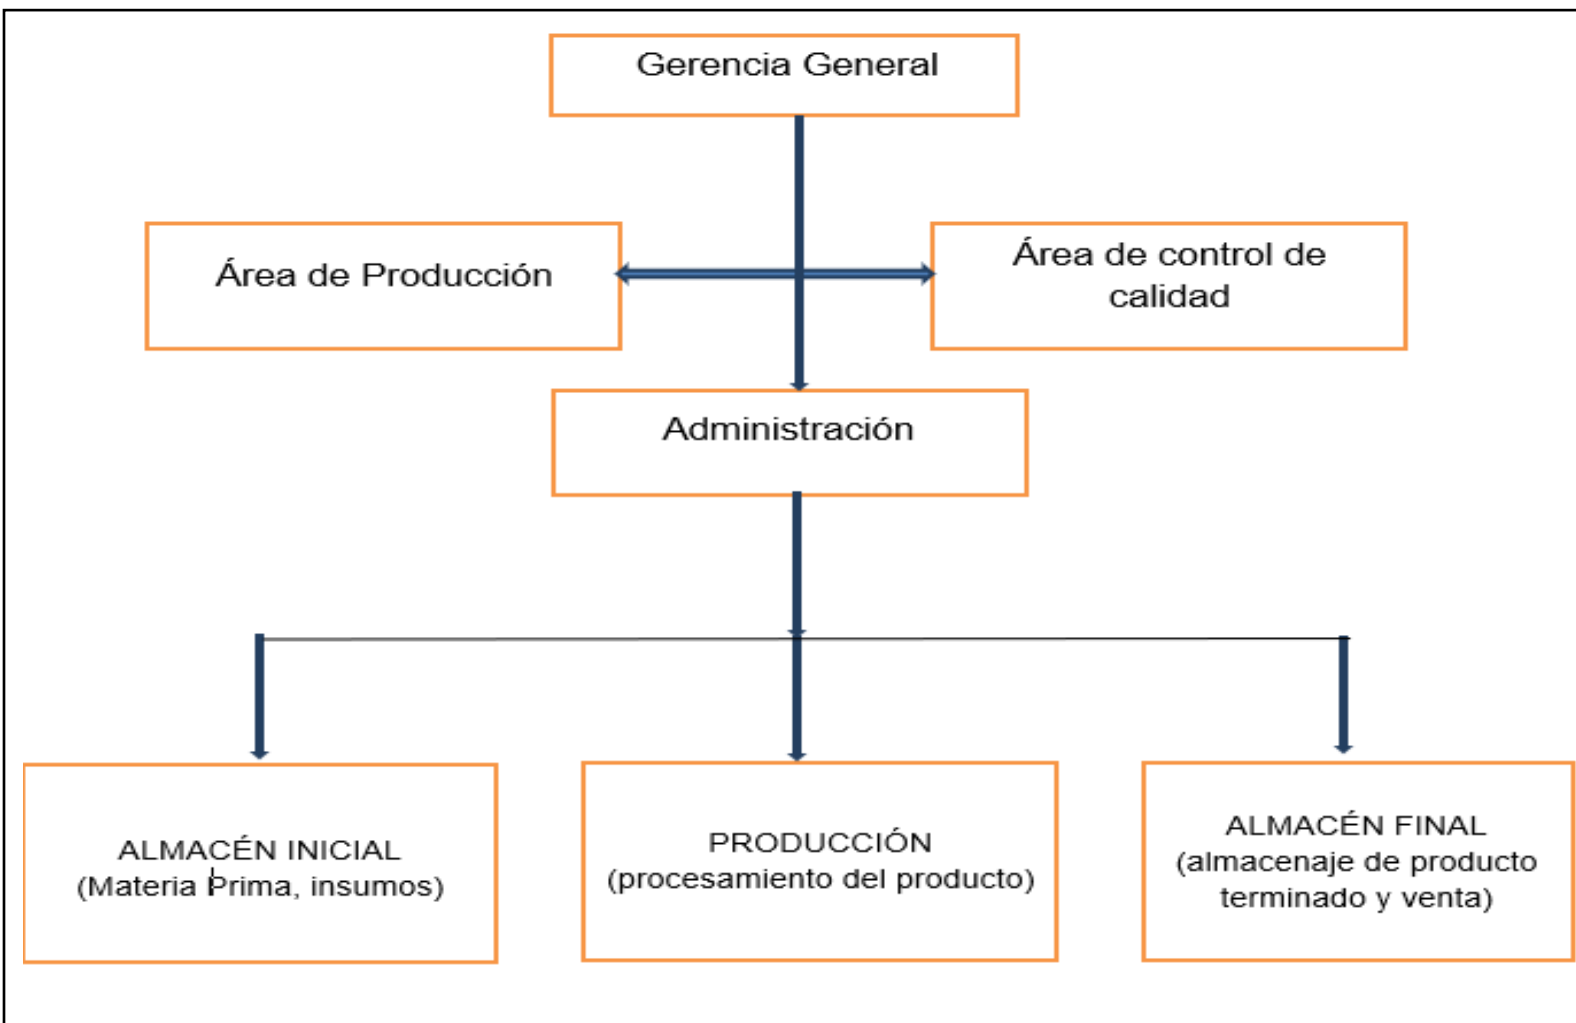 Gerencia General
Área de Producción
Área de control de
calidad
Administración
ALMACÉN INICIAL
(Materia Prima, insumos)
PRODUCCIÓN
(procesamiento del producto)
ALMACÉN FINAL
(almacenaje de producto
terminado y venta)